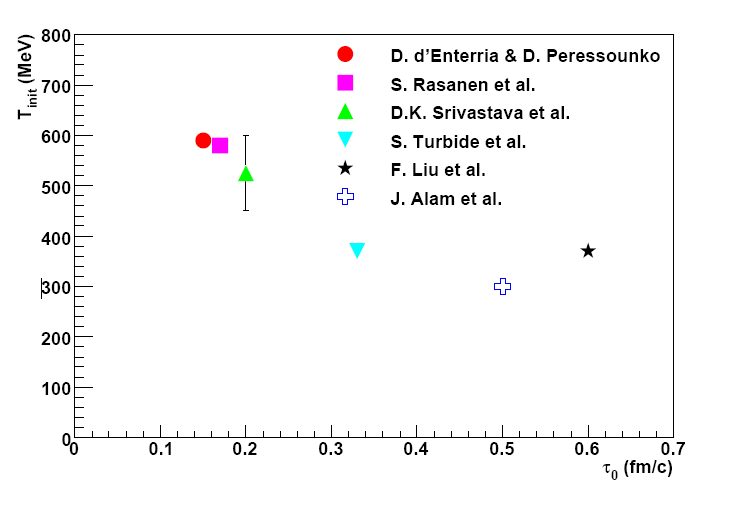 T_init (MeV)
800
700
600
500
400
300
200
100
0
D. d'Enterria & D. Peressounko
S. Rasanen et al.
D.K. Srivastava et al.
S. Turbide et al.
F. Liu et al.
J. Alam et al.
0 0.1 0.2 0.3 0.4 0.5 0.6 0.7
τ_0 (fm/c)